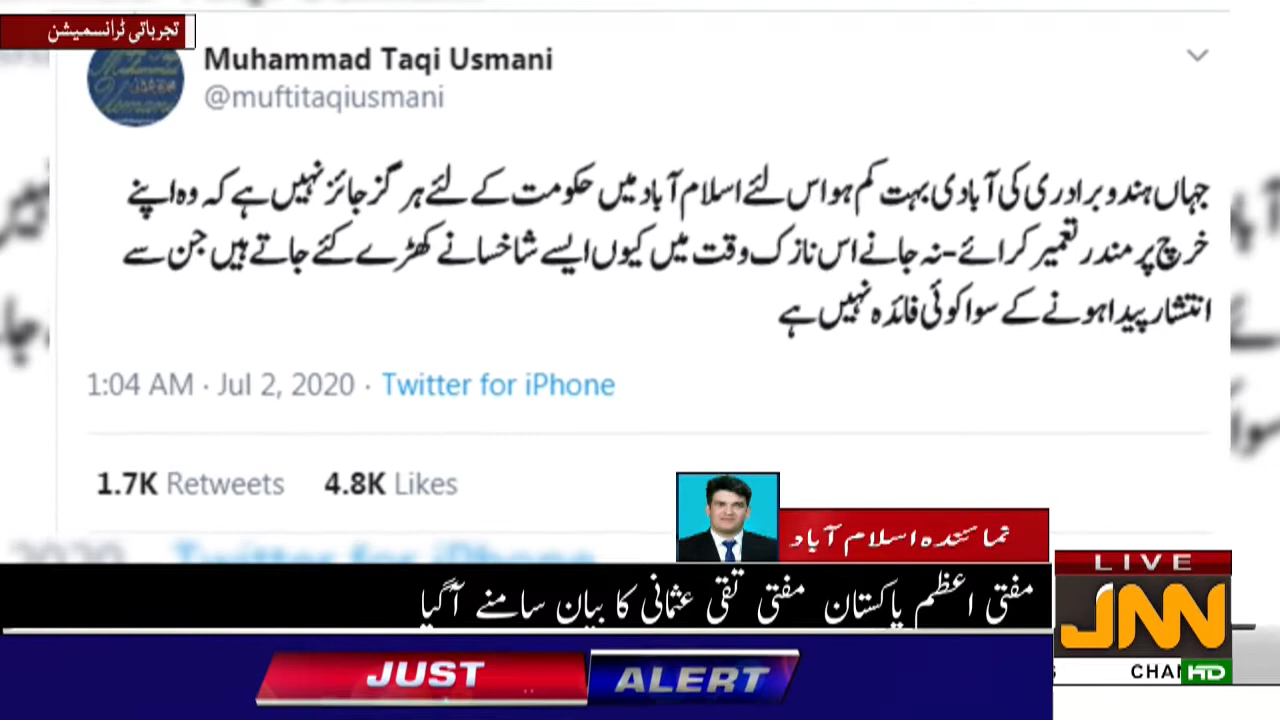 تجرباتی ٹرانسمیشن
Muhammad Taqi Usmani
@muftitaqiusmani
جہاں ہندو برادری کی آبادی بہت کم ہو اس لئے اسلام آباد میں حکومت کے لئے ہر گز جائز نہیں ہے کہ وہ اپنے
خرچ پر مندر تعمیر کرائے-نہ جانے اس نازک وقت میں کیوں ایسے شاخسانے کھڑے کئے جاتے ہیں جن سے
انتشار پیدا ہونے کے سوا کوئی فائدہ نہیں ہے
1:04 AM · Jul 2, 2020 · Twitter for iPhone
1.7K Retweets 4.8K Likes
نمائندہ اسلام آباد
مفتی اعظم پاکستان مفتی تقی عثمانی کا بیان سامنے آگیا
LIVE
JNN
HD
JUST ALERT